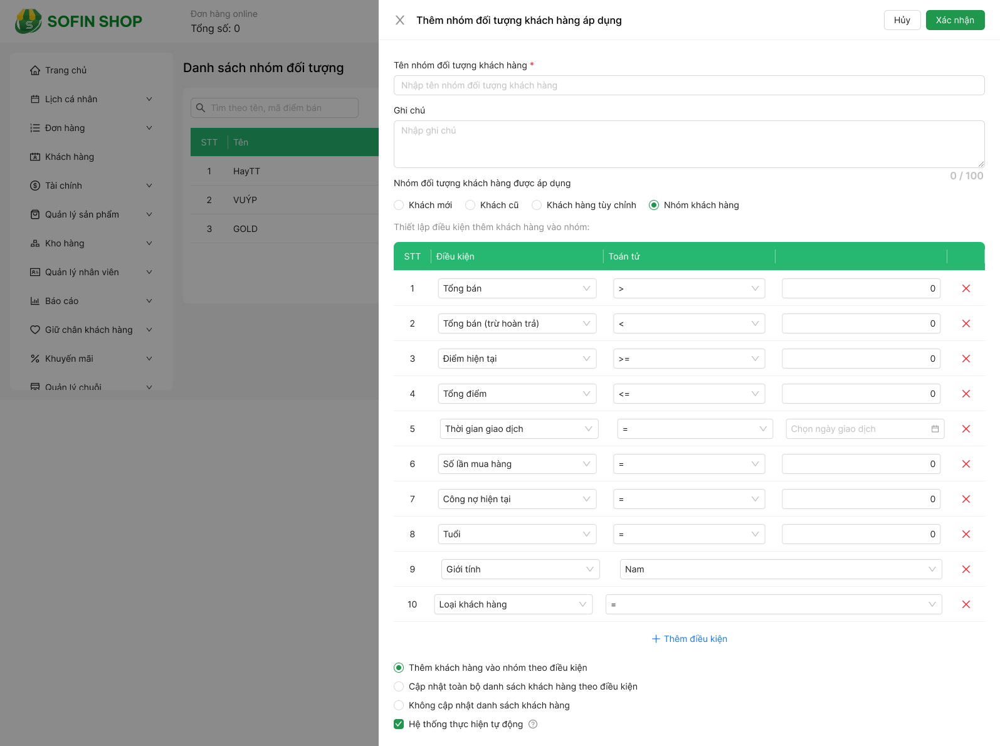 SOFIN SHOP
Đơn hàng online
Tổng số: 0
Trang chủ
Lịch cá nhân
Đơn hàng
Khách hàng
Tài chính
Quản lý sản phẩm
Kho hàng
Quản lý nhân viên
Báo cáo
Giữ chân khách hàng
Khuyến mãi
Quản lý chuỗi
Danh sách nhóm đối tượng
Tìm theo tên, mã điểm bán
STT Tên
1 HayTT
2 VUÝP
3 GOLD
Thêm nhóm đối tượng khách hàng áp dụng
Hủy
Xác nhận
Tên nhóm đối tượng khách hàng *
Nhập tên nhóm đối tượng khách hàng
Ghi chú
Nhập ghi chú
0 / 100
Nhóm đối tượng khách hàng được áp dụng
Khách mới Khách cũ Khách hàng tùy chỉnh Nhóm khách hàng
Thiết lập điều kiện thêm khách hàng vào nhóm:
STT Điều kiện Toán tử
1 Tổng bán > 0
2 Tổng bán (trừ hoàn trả) < 0
3 Điểm hiện tại >= 0
4 Tổng điểm <= 0
5 Thời gian giao dịch = Chọn ngày giao dịch
6 Số lần mua hàng = 0
7 Công nợ hiện tại = 0
8 Tuổi = 0
9 Giới tính Nam
10 Loại khách hàng =
+ Thêm điều kiện
Thêm khách hàng vào nhóm theo điều kiện
Cập nhật toàn bộ danh sách khách hàng theo điều kiện
Không cập nhật danh sách khách hàng
Hệ thống thực hiện tự động